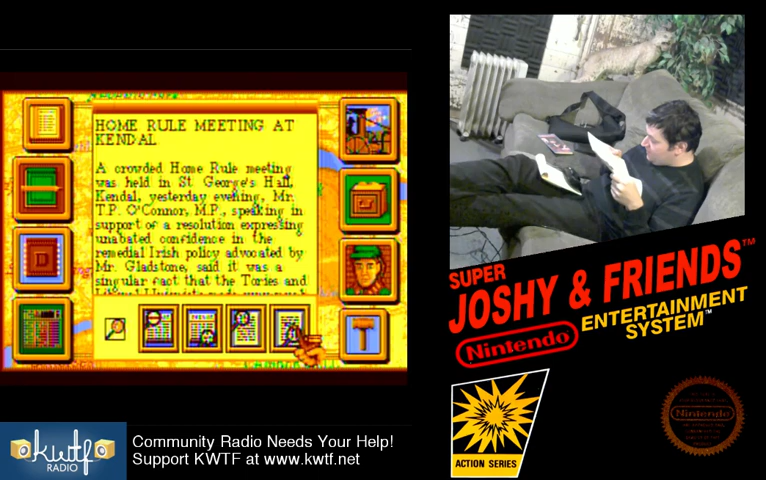 HOME RULE MEETING AT
KENDAL
A crowded Home Rule meeting
was held in St George's Hall,
Kendal, yesterday evening, Mr.
T.P. O'Connor, M.P., speaking in
support of a resolution expressing
unabated confidence in the
remedial Irish policy advocated by
Mr. Gladstone, said it was a
singular fact that the Tories and
SUPER
JOSHY & FRIENDS™
Nintendo
ENTERTAINMENT
SYSTEM™
ACTION SERIES
Nintendo
kwtf
RADIO
Community Radio Needs Your Help!
Support KWTF at www.kwtf.net